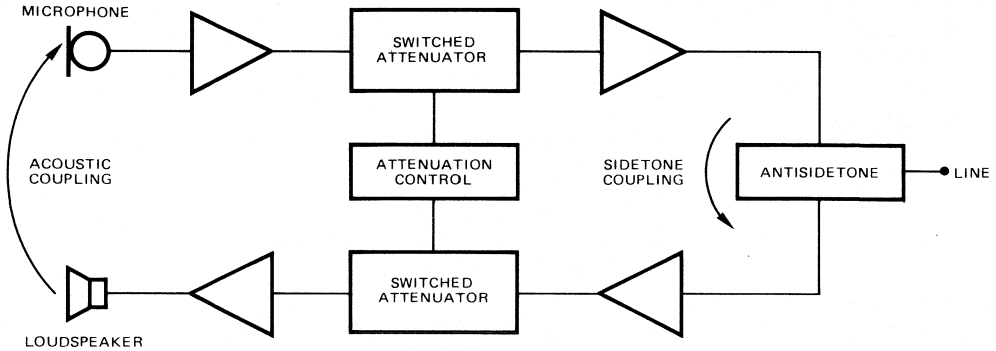 MICROPHONE
SWITCHED
ATTENUATOR
ACOUSTIC
COUPLING
ATTENUATION
CONTROL
SIDETONE
COUPLING
ANTISIDETONE
LINE
SWITCHED
ATTENUATOR
LOUDSPEAKER